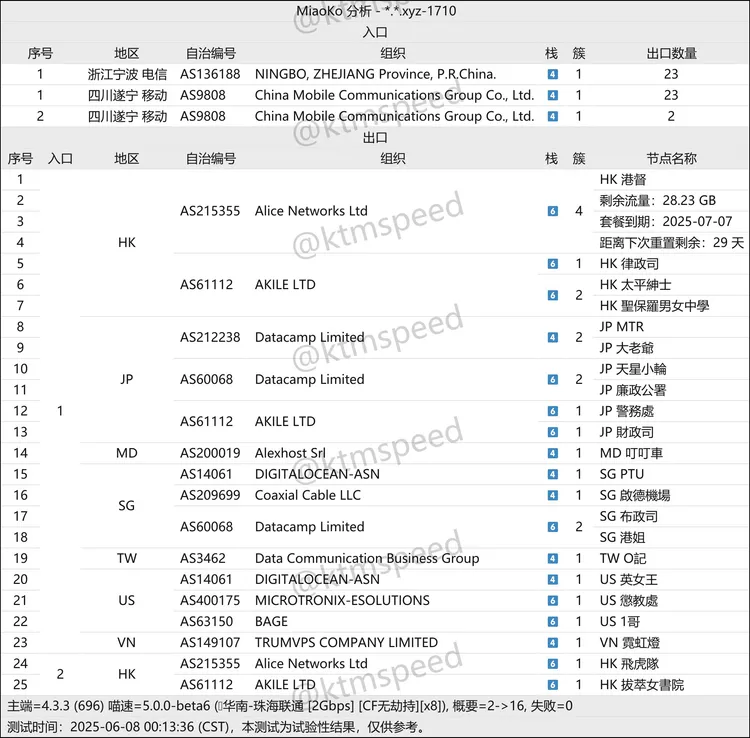 MiaoKo 分析 - *.*.xyz-1710
入口
序号 地区 自治编号 组织 栈 簇 出口数量
1 浙江宁波 电信 AS136188 NINGBO, ZHEJIANG Province, P.R.China. 4 1 23
1 四川遂宁 移动 AS9808 China Mobile Communications Group Co., Ltd. 4 1 23
2 四川遂宁 移动 AS9808 China Mobile Communications Group Co., Ltd. 4 1 2
出口
序号 入口 地区 自治编号 组织 栈 簇 节点名称
1 1 HK AS215355 Alice Networks Ltd 6 4 HK 港督
2 剩余流量：28.23 GB
3 套餐到期：2025-07-07
4 距离下次重置剩余：29 天
5 AS61112 AKILE LTD 6 1 HK 律政司
6 6 2 HK 太平紳士
7 HK 聖保羅男女中學
8 JP AS212238 Datacamp Limited 4 2 JP MTR
9 JP 大老爺
10 AS60068 Datacamp Limited 6 2 JP 天星小輪
11 JP 廉政公署
12 AS61112 AKILE LTD 6 1 JP 警務處
13 6 1 JP 財政司
14 MD AS200019 Alexhost Srl 4 1 MD 叮叮車
15 SG AS14061 DIGITALOCEAN-ASN 4 1 SG PTU
16 AS209699 Coaxial Cable LLC 4 1 SG 啟德機場
17 AS60068 Datacamp Limited 6 2 SG 布政司
18 SG 港姐
19 TW AS3462 Data Communication Business Group 4 1 TW O記
20 US AS14061 DIGITALOCEAN-ASN 4 1 US 英女王
21 AS400175 MICROTRONIX-ESOLUTIONS 6 1 US 懲教處
22 AS63150 BAGE 6 1 US 1哥
23 VN AS149107 TRUMVPS COMPANY LIMITED 4 1 VN 霓虹燈
24 2 HK AS215355 Alice Networks Ltd 6 1 HK 飛虎隊
25 AS61112 AKILE LTD 6 1 HK 拔萃女書院
主端=4.3.3 (696) 喵速=5.0.0-beta6 (华南-珠海联通 [2Gbps] [CF无劫持][x8]), 概要=2->16, 失败=0
测试时间：2025-06-08 00:13:36 (CST)，本测试为试验性结果，仅供参考。
@ktmspeed
@ktmspeed
@ktmspeed
@ktmspeed
@ktmspeed
@ktmspeed
@ktmspeed